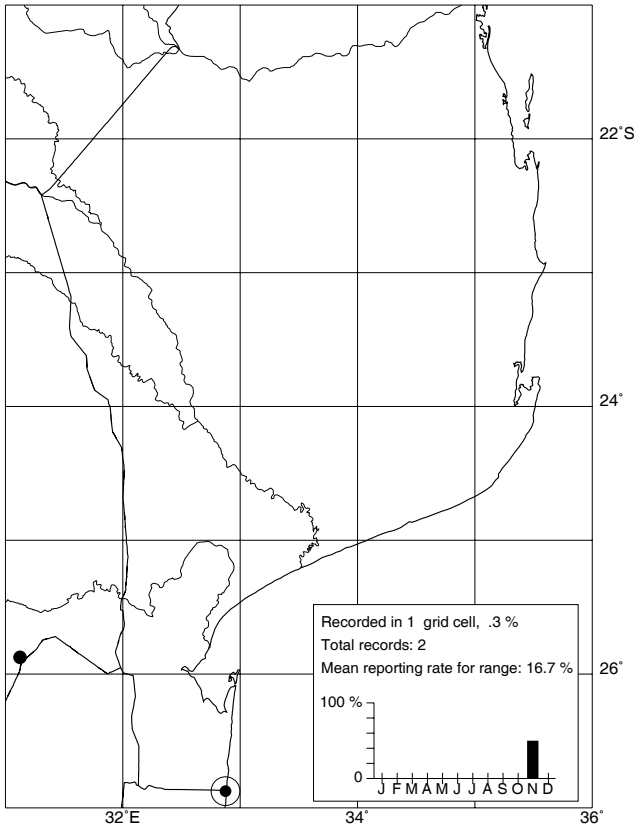 22˚S
24˚
Recorded in 1 grid cell, .3 %
Total records: 2
Mean reporting rate for range: 16.7 %
26˚
100 %
0
J F M A M J J A S O N D
32˚E
34˚
36˚